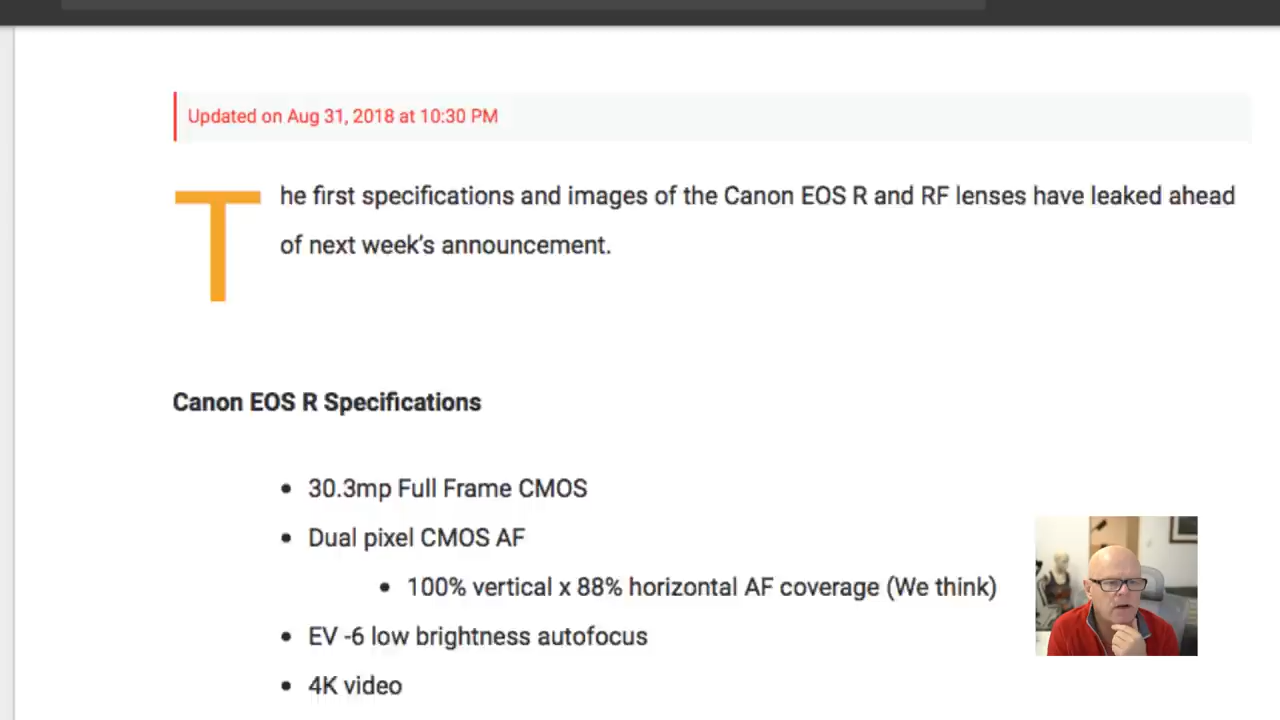 Updated on Aug 31, 2018 at 10:30 PM
The first specifications and images of the Canon EOS R and RF lenses have leaked ahead
of next week's announcement.
Canon EOS R Specifications
• 30.3mp Full Frame CMOS
• Dual pixel CMOS AF
• 100% vertical x 88% horizontal AF coverage (We think)
• EV -6 low brightness autofocus
• 4K video